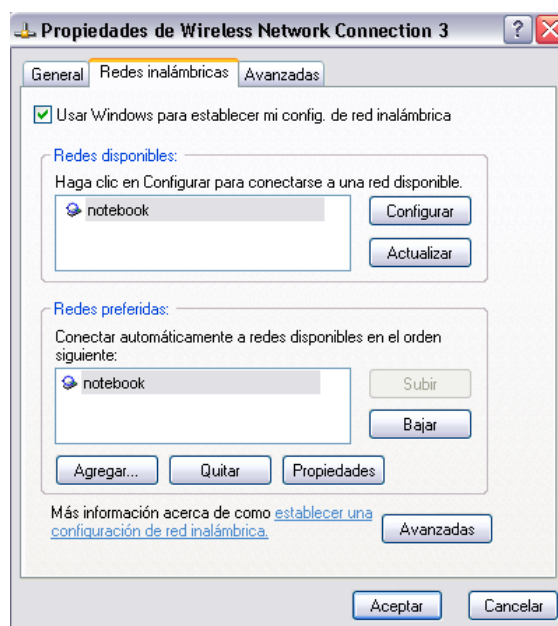 Propiedades de Wireless Network Connection 3
General Redes inalámbricas Avanzadas
Usar Windows para establecer mi config. de red inalámbrica
Redes disponibles:
Haga clic en Configurar para conectarse a una red disponible.
notebook
Configurar
Actualizar
Redes preferidas:
Conectar automáticamente a redes disponibles en el orden
siguiente:
notebook
Subir
Bajar
Agregar... Quitar Propiedades
Más información acerca de como establecer una
configuración de red inalámbrica.
Avanzadas
Aceptar Cancelar